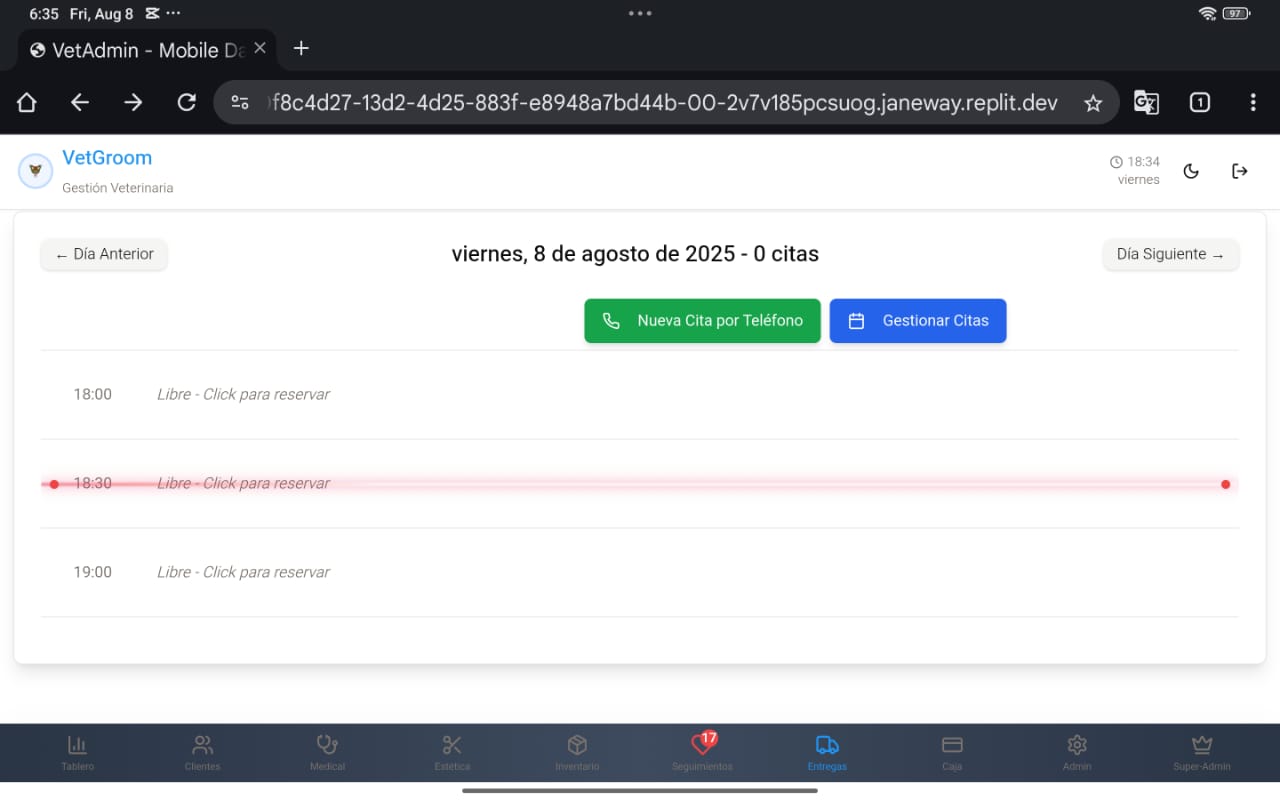 6:35 Fri, Aug 8
97
VetAdmin - Mobile Da
f8c4d27-13d2-4d25-883f-e8948a7bd44b-00-2v7v185pcsuog.janeway.replit.dev
1
VetGroom
Gestión Veterinaria
18:34
viernes
← Día Anterior
viernes, 8 de agosto de 2025 - 0 citas
Día Siguiente →
Nueva Cita por Teléfono
Gestionar Citas
18:00 Libre - Click para reservar
18:30 Libre - Click para reservar
19:00 Libre - Click para reservar
17
Tablero Clientes Medical Estética Inventario Seguimientos Entregas Caja Admin Super-Admin